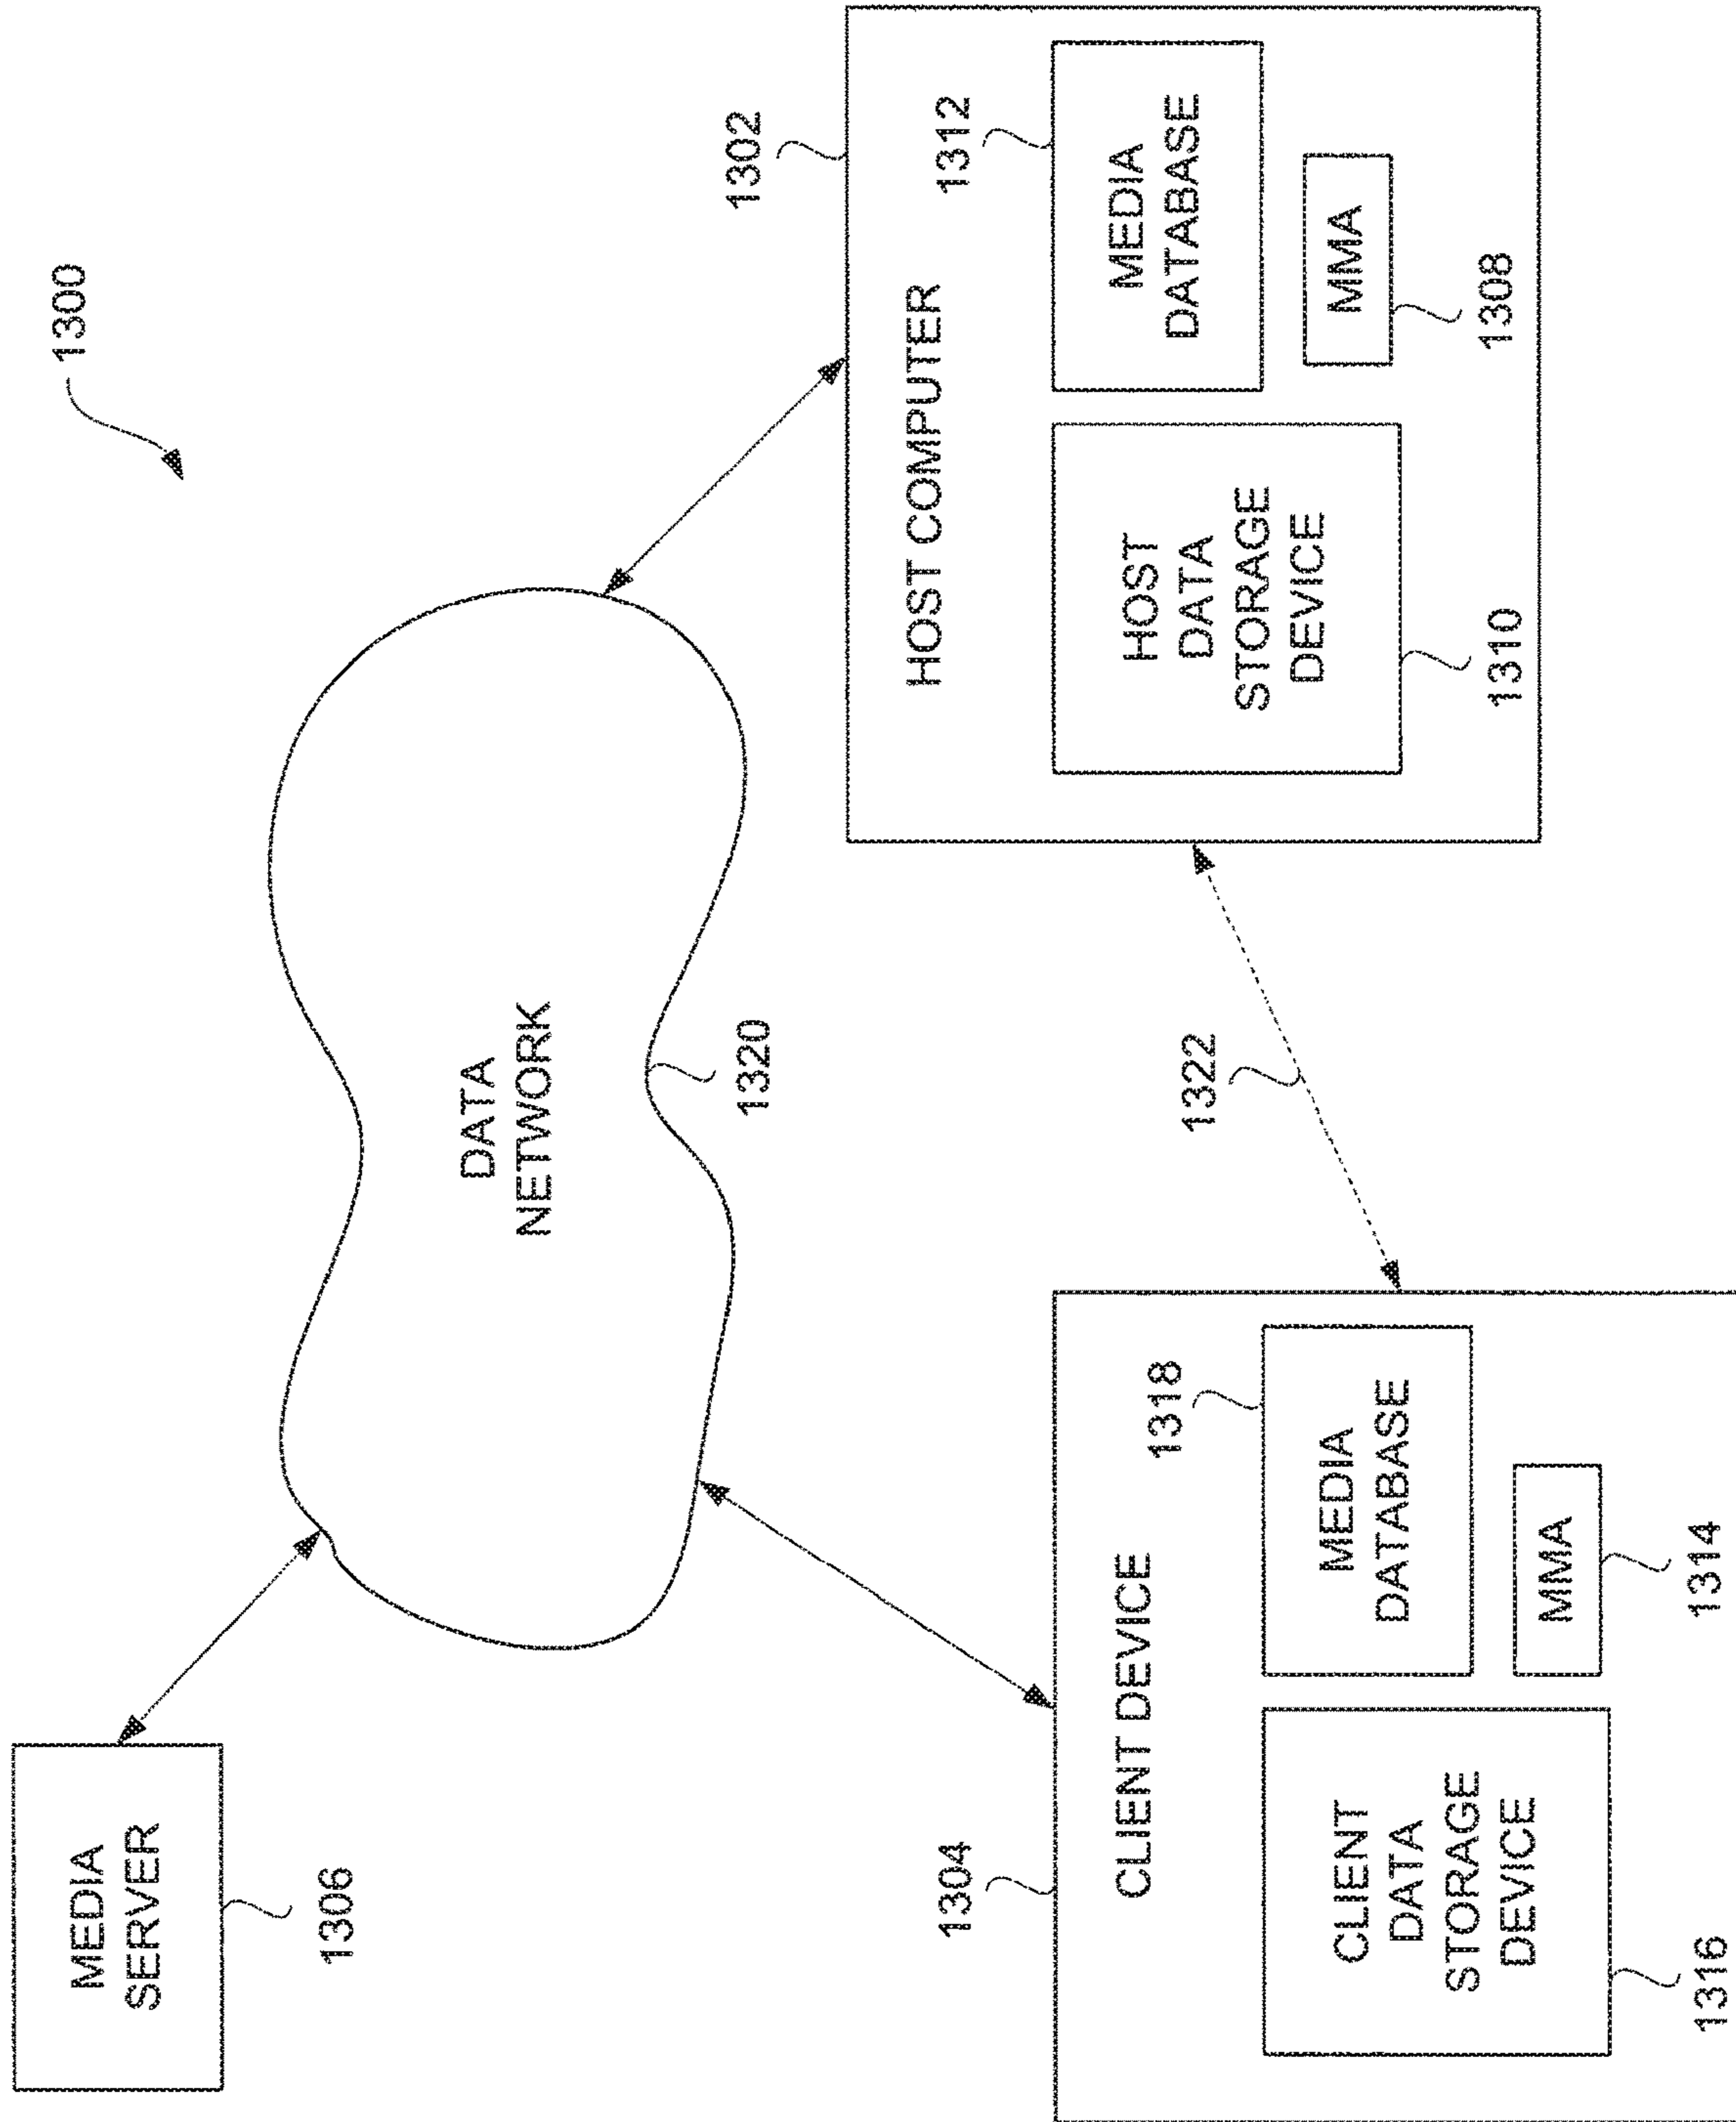 1300
MEDIA
SERVER
1306
DATA
NETWORK
1320
1304
CLIENT DEVICE
1318
CLIENT
DATA
STORAGE
DEVICE
MEDIA
DATABASE
MMA
1316
1314
1322
1302
HOST COMPUTER
1312
HOST
DATA
STORAGE
DEVICE
MEDIA
DATABASE
MMA
1310
1308